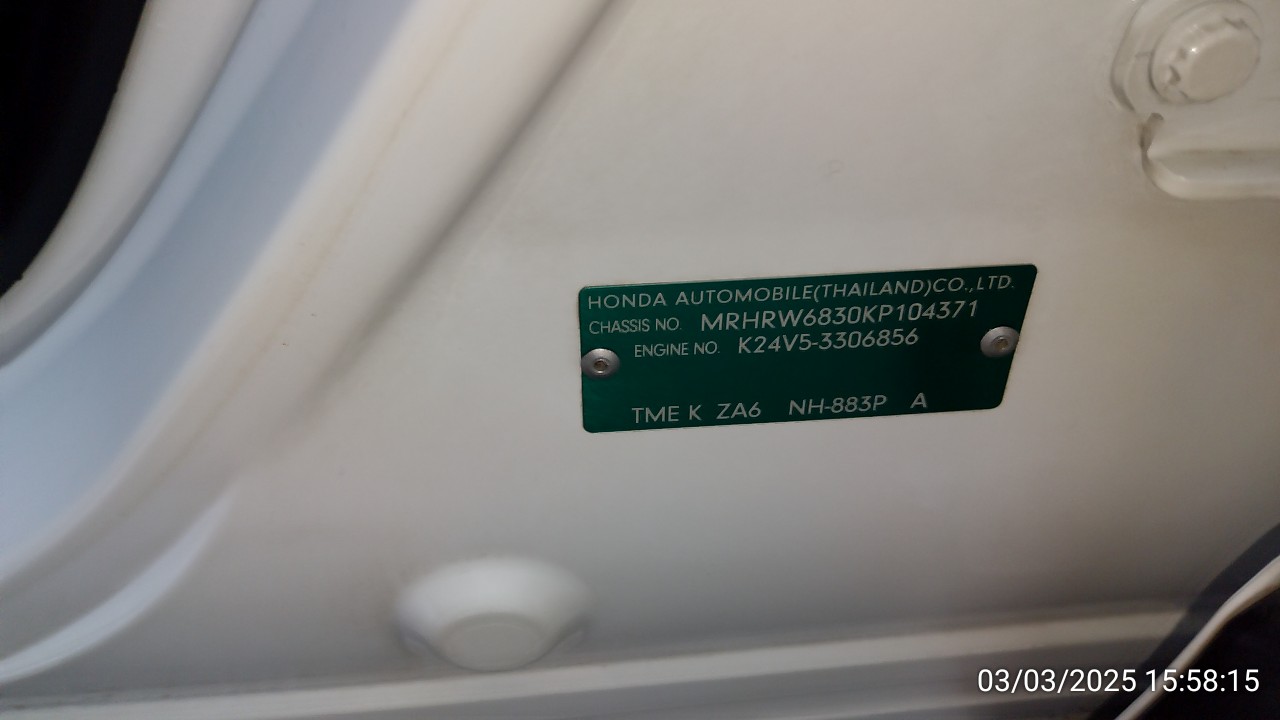 HONDA AUTOMOBILE(THAILAND)CO.,LTD.
CHASSIS NO. MRHRW6830KP104371
ENGINE NO. K24V5-3306856
TME K ZA6 NH-883P A
03/03/2025 15:58:15